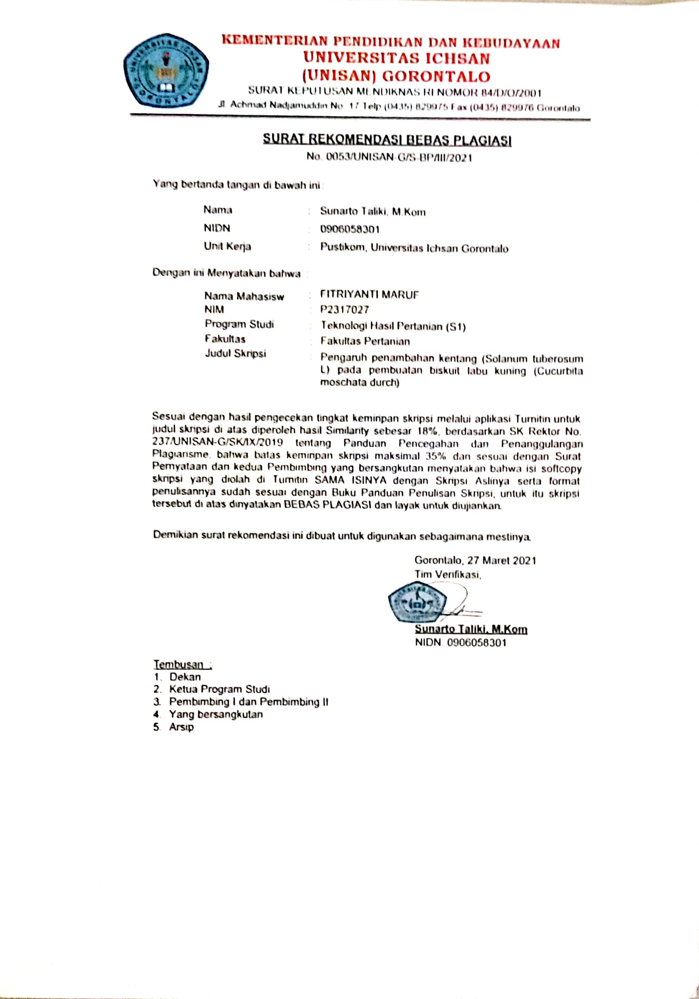 UNIVERSITAS ICHSAN
GORONTALO
KEMENTERIAN PENDIDIKAN DAN KEBUDAYAAN
UNIVERSITAS ICHSAN
(UNISAN) GORONTALO
SURAT KEPUTUSAN MENDIKNAS RI NOMOR 84/D/O/2001
Jl. Achmad Nadjamuddin No. 17 Telp (0435) 829975 Fax (0435) 829976 Gorontalo
SURAT REKOMENDASI BEBAS PLAGIASI
No. 0053/UNISAN-G/S-BP/III/2021
Yang bertanda tangan di bawah ini :
Nama : Sunarto Taliki, M.Kom
NIDN : 0906058301
Unit Kerja : Pustikom, Universitas Ichsan Gorontalo
Dengan ini Menyatakan bahwa :
Nama Mahasisw : FITRIYANTI MARUF
NIM : P2317027
Program Studi : Teknologi Hasil Pertanian (S1)
Fakultas : Fakultas Pertanian
Judul Skripsi : Pengaruh penambahan kentang (Solanum tuberosum
L) pada pembuatan biskuit labu kuning (Cucurbita
moschata durch)
Sesuai dengan hasil pengecekan tingkat kemiripan skripsi melalui aplikasi Turnitin untuk
judul skripsi di atas diperoleh hasil Similarity sebesar 18%, berdasarkan SK Rektor No.
237/UNISAN-G/SK/IX/2019 tentang Panduan Pencegahan dan Penanggulangan
Plagiarisme, bahwa batas kemiripan skripsi maksimal 35% dan sesuai dengan Surat
Pernyataan dan kedua Pembimbing yang bersangkutan menyatakan bahwa isi softcopy
skripsi yang diolah di Turnitin SAMA ISINYA dengan Skripsi Aslinya serta format
penulisannya sudah sesuai dengan Buku Panduan Penulisan Skripsi, untuk itu skripsi
tersebut di atas dinyatakan BEBAS PLAGIASI dan layak untuk diujiankan.
Demikian surat rekomendasi ini dibuat untuk digunakan sebagaimana mestinya.
Gorontalo, 27 Maret 2021
Tim Verifikasi,
Sunarto Taliki, M.Kom
NIDN. 0906058301
Tembusan :
1. Dekan
2. Ketua Program Studi
3. Pembimbing I dan Pembimbing II
4. Yang bersangkutan
5. Arsip